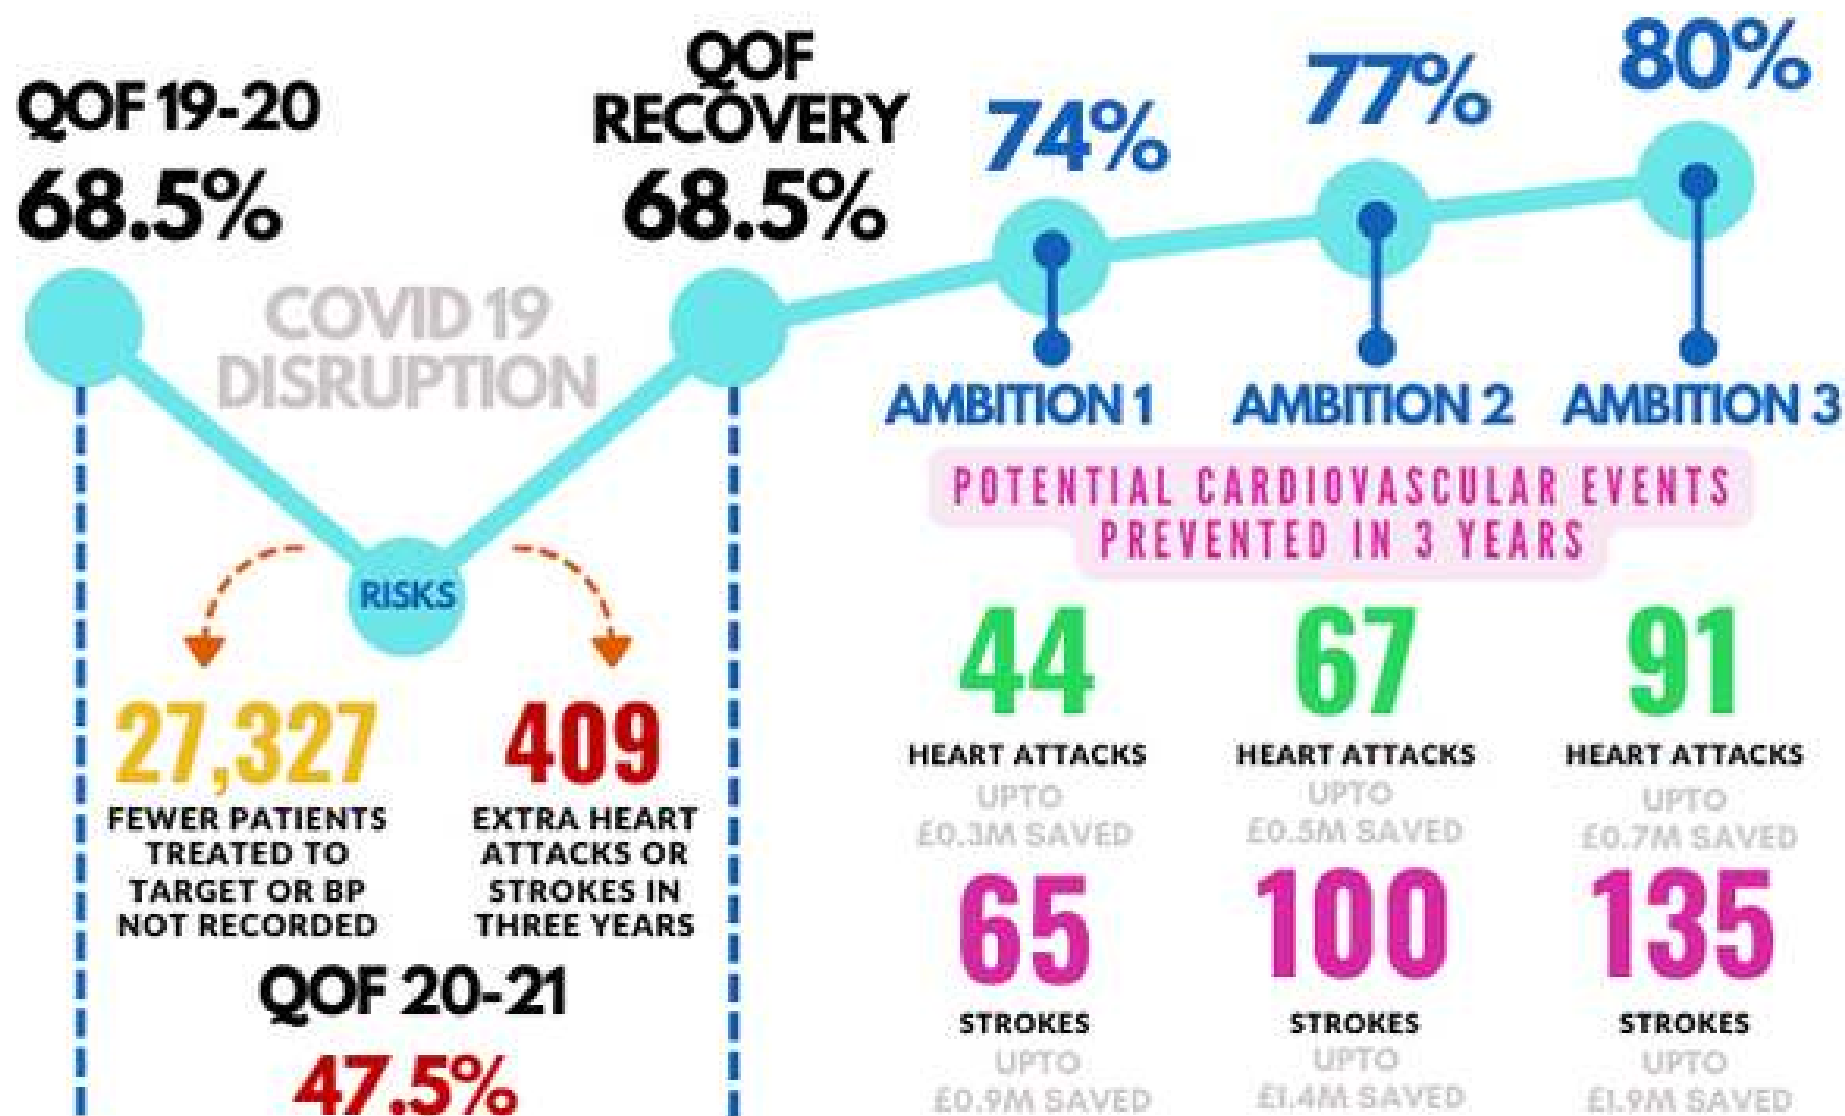 QOF 19-20
68.5%
COVID 19
DISRUPTION
QOF
RECOVERY
68.5%
74%
77%
80%
AMBITION 1
AMBITION 2
AMBITION 3
RISKS
27,327
FEWER PATIENTS
TREATED TO
TARGET OR BP
NOT RECORDED
409
EXTRA HEART
ATTACKS OR
STROKES IN
THREE YEARS
QOF 20-21
47.5%
POTENTIAL CARDIOVASCULAR EVENTS
PREVENTED IN 3 YEARS
44
HEART ATTACKS
UPTO
£0.3M SAVED
67
HEART ATTACKS
UPTO
£0.5M SAVED
91
HEART ATTACKS
UPTO
£0.7M SAVED
65
STROKES
UPTO
£0.9M SAVED
100
STROKES
UPTO
£1.4M SAVED
135
STROKES
UPTO
£1.9M SAVED